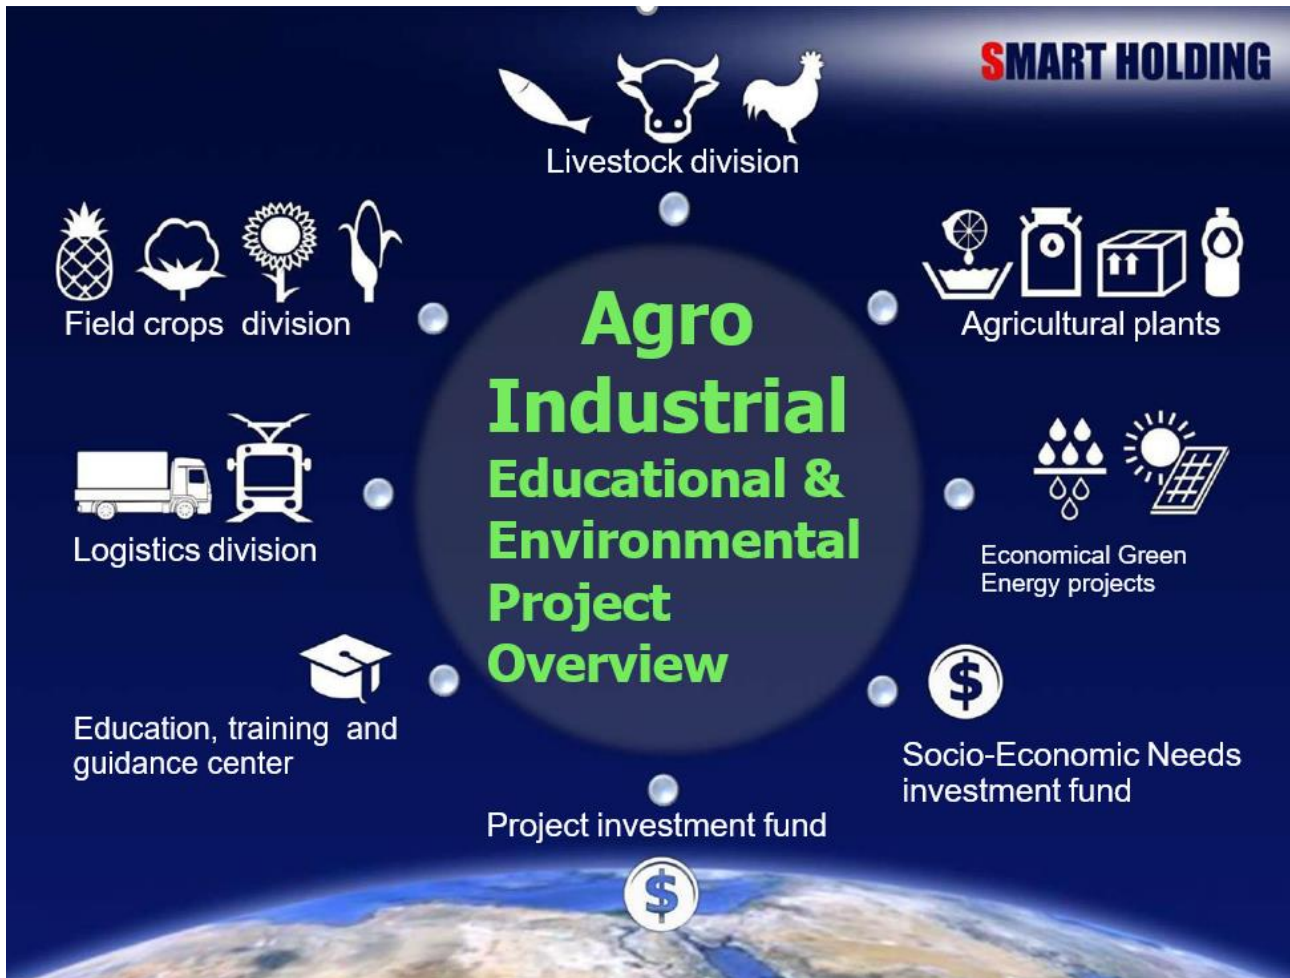 SMART HOLDING
Livestock division
Field crops division
Agricultural plants
Agro
Industrial
Educational &
Environmental
Project
Overview
Logistics division
Economical Green
Energy projects
Education, training and
guidance center
Socio-Economic Needs
investment fund
Project investment fund
$
$